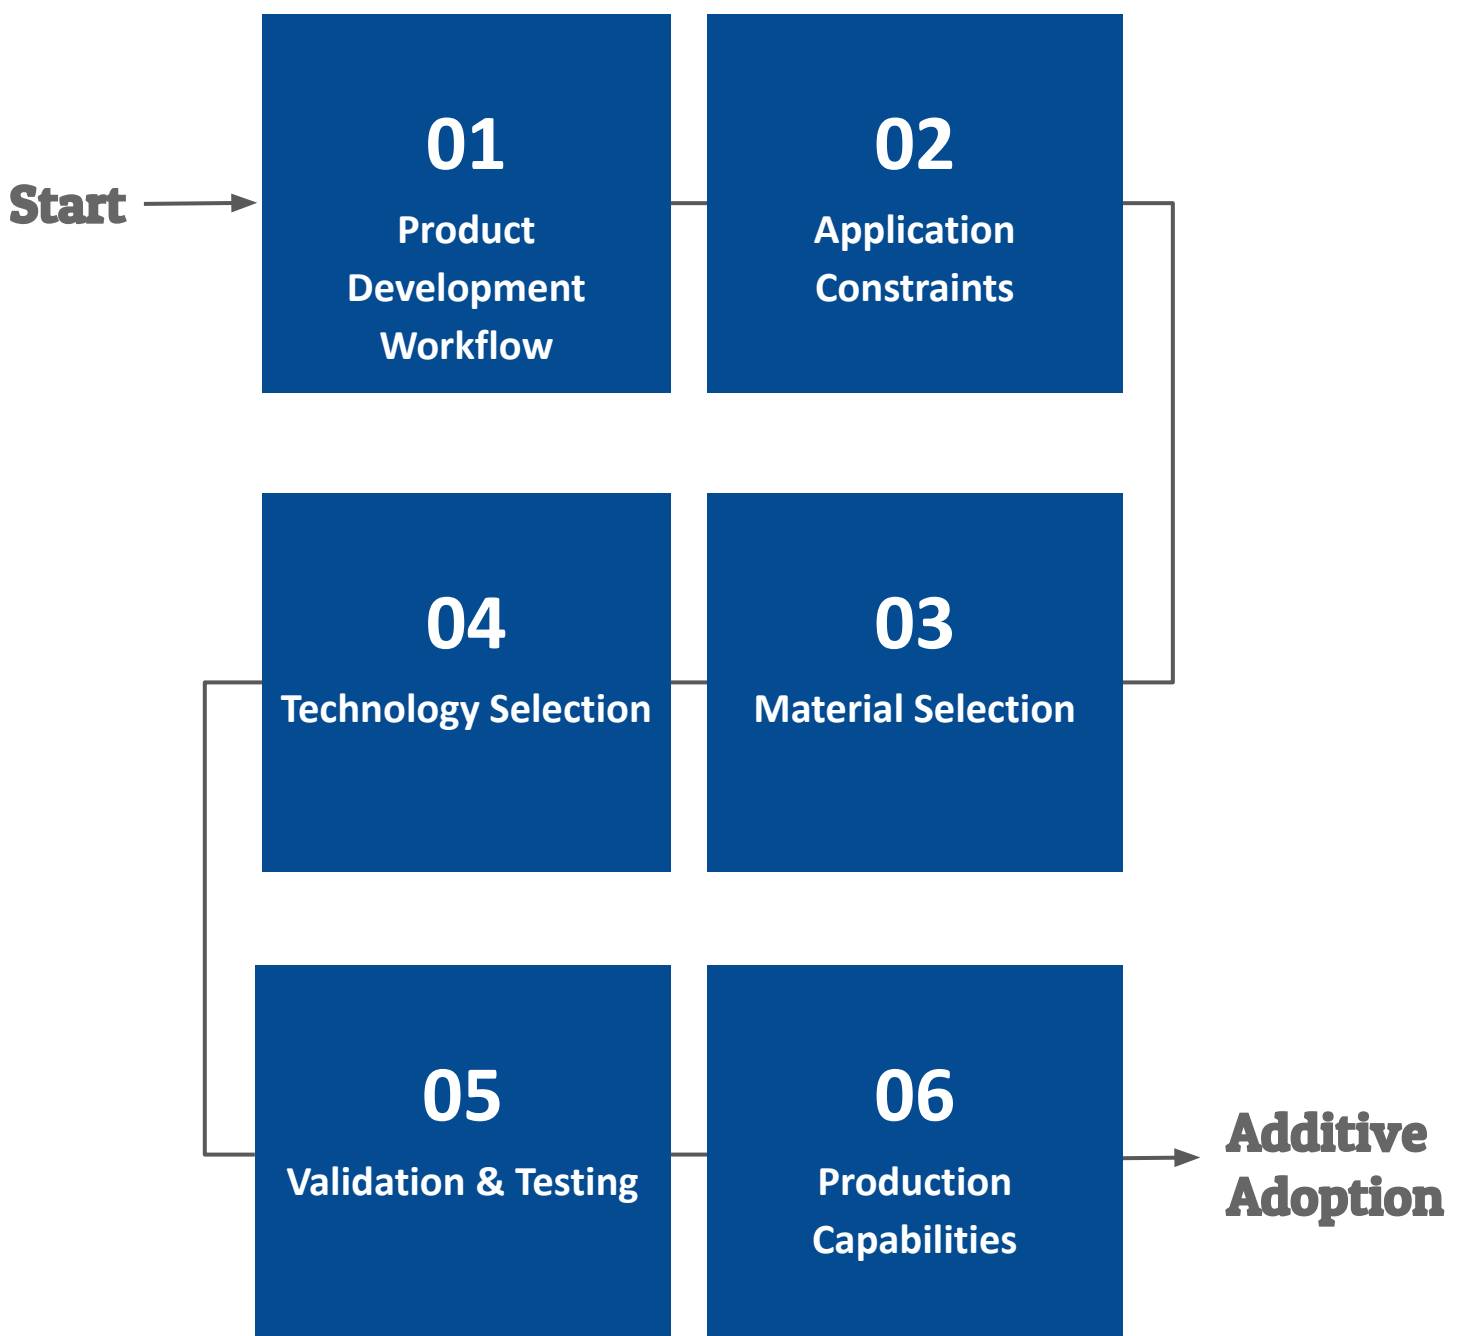 Start
01
Product
Development
Workflow
02
Application
Constraints
03
Material Selection
04
Technology Selection
05
Validation & Testing
06
Production
Capabilities
Additive
Adoption